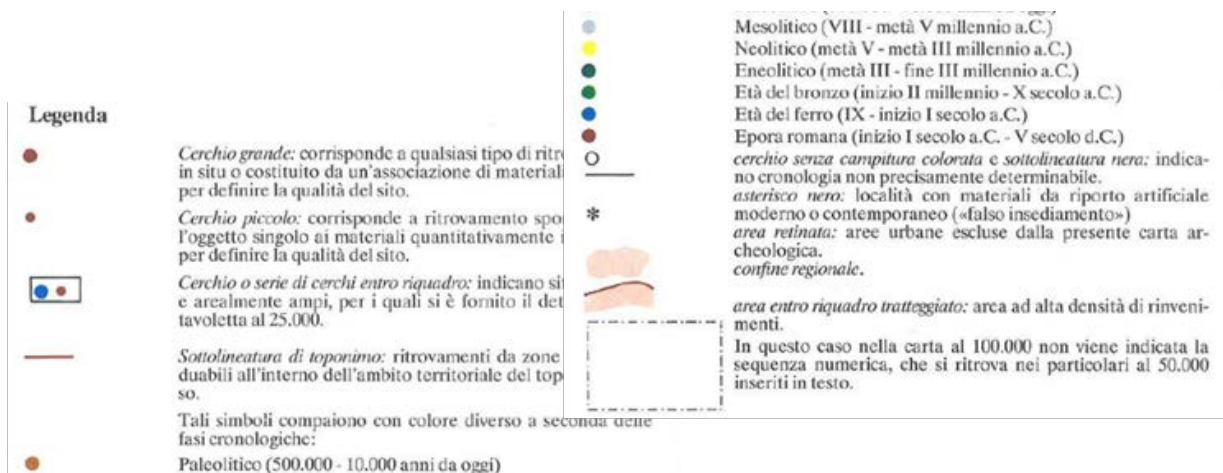 Legenda
Cerchio grande: corrisponde a qualsiasi tipo di ritro
in situ o costituito da un'associazione di materiali
per definire la qualità del sito.
Cerchio piccolo: corrisponde a ritrovamento spo
l'oggetto singolo ai materiali quantitativamente i
per definire la qualità del sito.
Cerchio o serie di cerchi entro riquadro: indicano sit
e arealmente ampi, per i quali si è fornito il det
tavoletta al 25.000.
Sottolineatura di toponimo: ritrovamenti da zone
duabili all'interno dell'ambito territoriale del top
so.
Tali simboli compaiono con colore diverso a seconda delle
fasi cronologiche:
Paleolitico (500.000 - 10.000 anni da oggi)
Mesolitico (VIII - metà V millennio a.C.)
Neolitico (metà V - metà III millennio a.C.)
Eneolitico (metà III - fine III millennio a.C.)
Età del bronzo (inizio II millennio - X secolo a.C.)
Età del ferro (IX - inizio I secolo a.C.)
Epora romana (inizio I secolo a.C. - V secolo d.C.)
cerchio senza campitura colorata e sottolineatura nera: indica-
no cronologia non precisamente determinabile.
asterisco nero: località con materiali da riporto artificiale
moderno o contemporaneo («falso insediamento»)
area retinata: aree urbane escluse dalla presente carta ar-
cheologica.
confine regionale.
area entro riquadro tratteggiato: area ad alta densità di rinveni-
menti.
In questo caso nella carta al 100.000 non viene indicata la
sequenza numerica, che si ritrova nei particolari al 50.000
inseriti in testo.